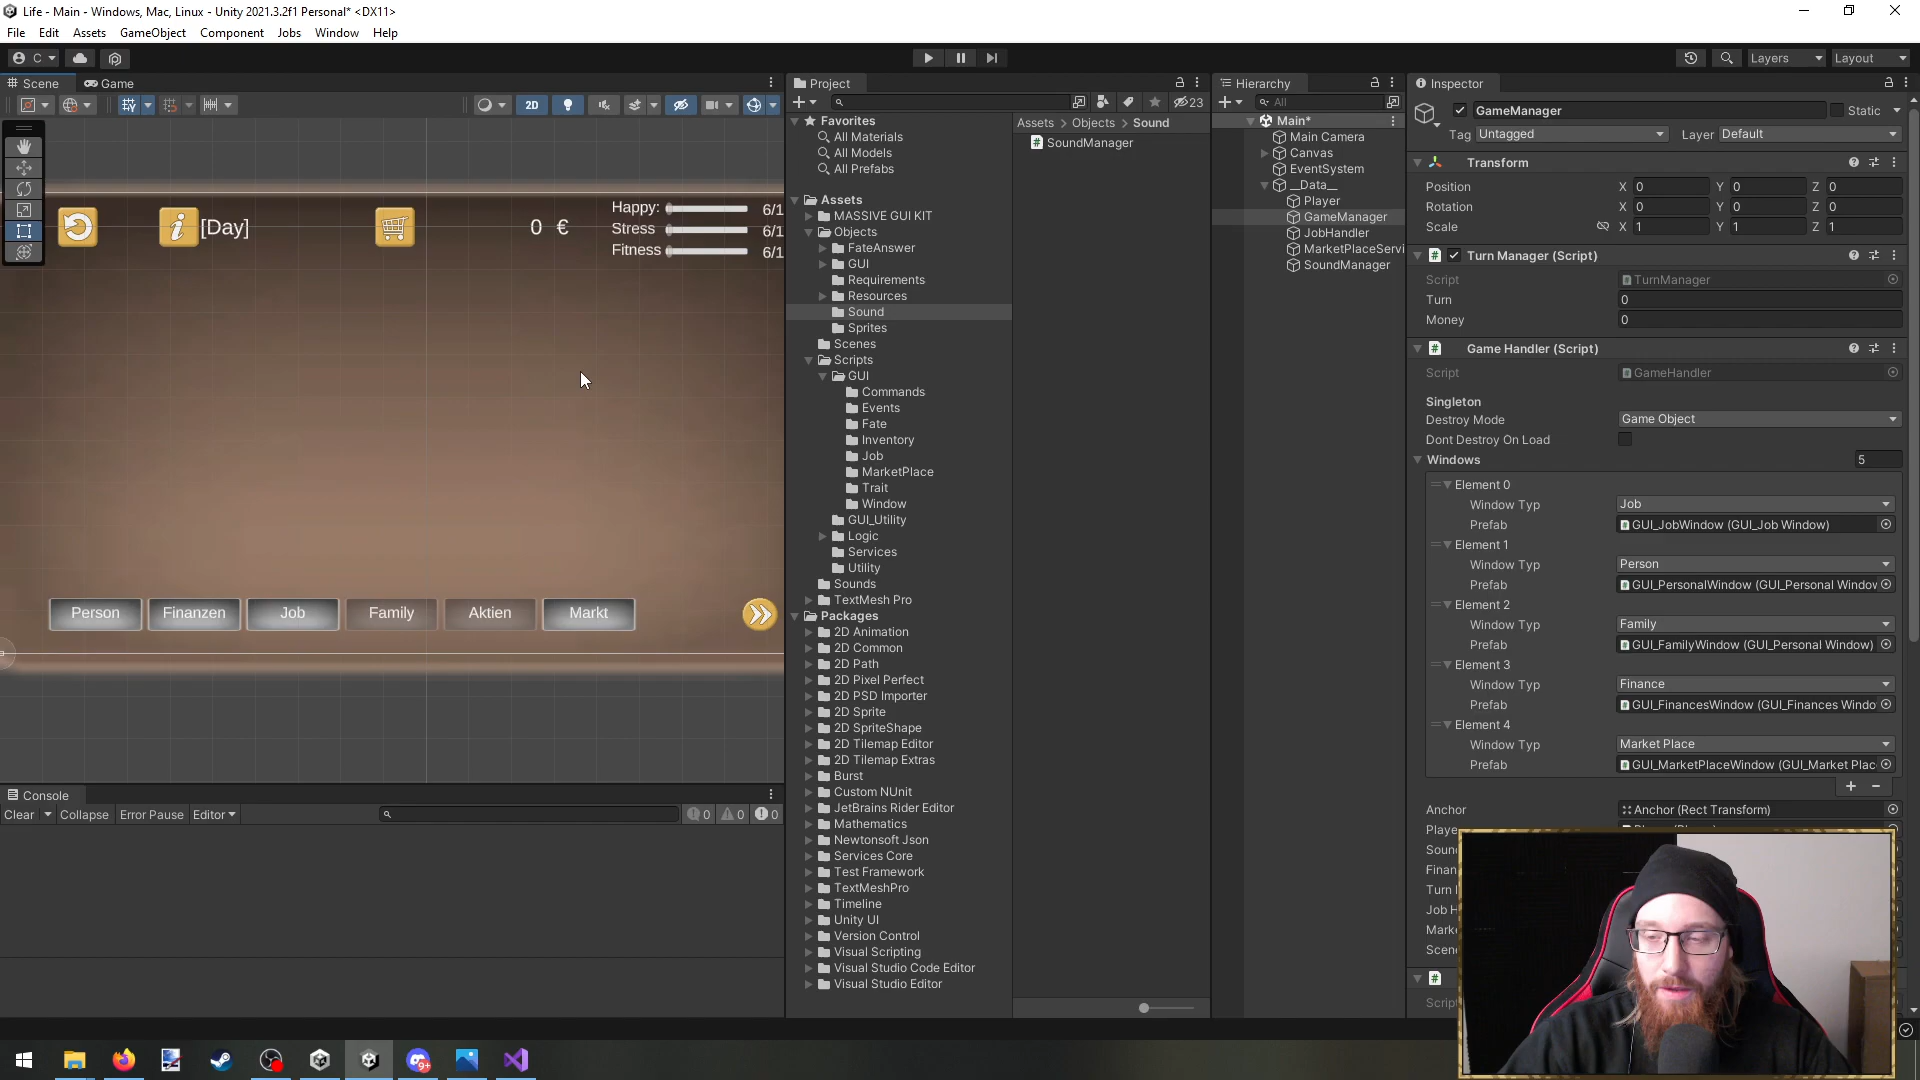 Life - Main - Windows, Mac, Linux - Unity 2021.3.2f1 Personal* <DX11>
File Edit Assets GameObject Component Jobs Window Help
C Layers Layout
Scene Game
2D
[Day]
0 €
Happy: 6/1
Stress 6/1
Fitness 6/1
Person Finanzen Job Family Aktien Markt
Console
Clear Collapse Error Pause Editor 0 0 0
Project
23
Favorites
All Materials
All Models
All Prefabs
Assets
MASSIVE GUI KIT
Objects
FateAnswer
GUI
Requirements
Resources
Sound
Sprites
Scenes
Scripts
GUI
Commands
Events
Fate
Inventory
Job
MarketPlace
Trait
Window
GUI_Utility
Logic
Services
Utility
Sounds
TextMesh Pro
Packages
2D Animation
2D Common
2D Path
2D Pixel Perfect
2D PSD Importer
2D Sprite
2D SpriteShape
2D Tilemap Editor
2D Tilemap Extras
Burst
Custom NUnit
JetBrains Rider Editor
Mathematics
Newtonsoft Json
Services Core
Test Framework
TextMeshPro
Timeline
Unity UI
Version Control
Visual Scripting
Visual Studio Code Editor
Visual Studio Editor
Assets > Objects > Sound
SoundManager
Hierarchy
All
Main*
Main Camera
Canvas
EventSystem
__Data__
Player
GameManager
JobHandler
MarketPlaceServi
SoundManager
Inspector
GameManager Static
Tag Untagged Layer Default
Transform
Position X 0 Y 0 Z 0
Rotation X 0 Y 0 Z 0
Scale X 1 Y 1 Z 1
Turn Manager (Script)
Script TurnManager
Turn 0
Money 0
Game Handler (Script)
Script GameHandler
Singleton
Destroy Mode Game Object
Dont Destroy On Load
Windows 5
Element 0
Window Typ Job
Prefab GUI_JobWindow (GUI_Job Window)
Element 1
Window Typ Person
Prefab GUI_PersonalWindow (GUI_Personal Window
Element 2
Window Typ Family
Prefab GUI_FamilyWindow (GUI_Personal Window)
Element 3
Window Typ Finance
Prefab GUI_FinancesWindow (GUI_Finances Windo
Element 4
Window Typ Market Place
Prefab GUI_MarketPlaceWindow (GUI_Market Plac
Anchor Anchor (Rect Transform)
Playe
Soun
Finan
Turn
Job H
Mark
Scen
Script
9+